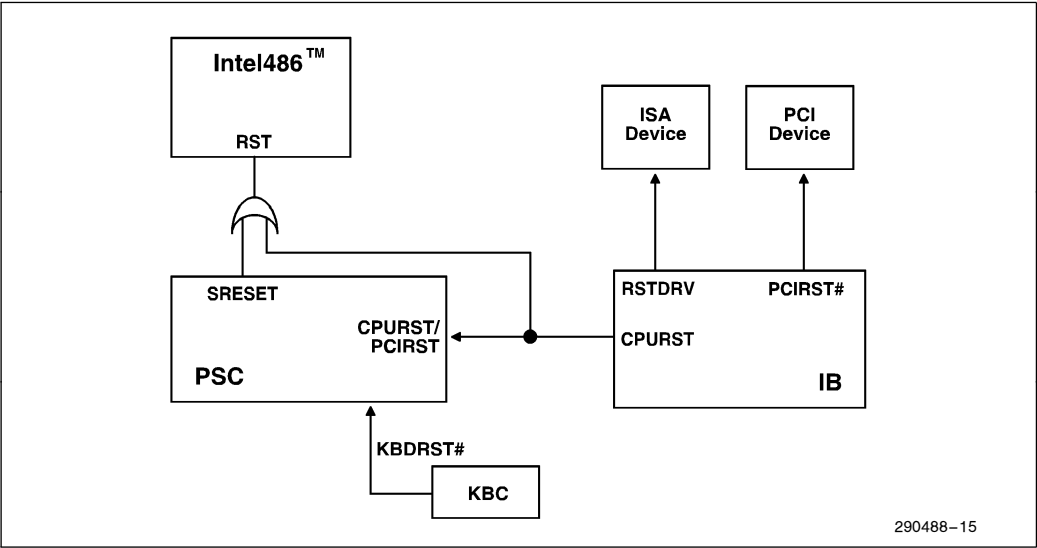 Intel486™
RST
ISA
Device
PCI
Device
SRESET
CPURST/
PCIRST
PSC
RSTDRV
PCIRST#
CPURST
IB
KBDRST#
KBC
290488–15